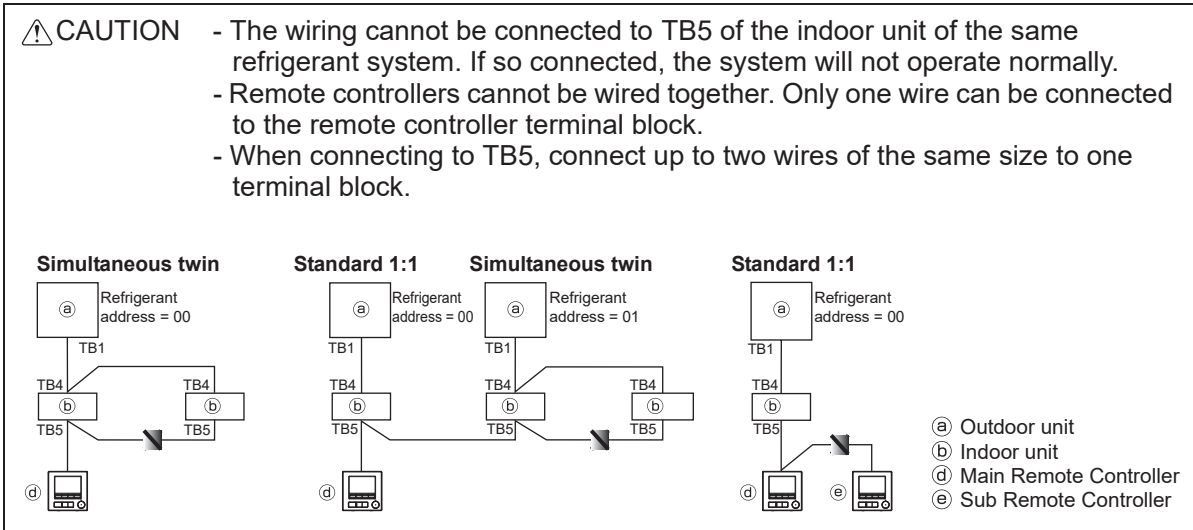 ⚠ CAUTION - The wiring cannot be connected to TB5 of the indoor unit of the same
refrigerant system. If so connected, the system will not operate normally.
- Remote controllers cannot be wired together. Only one wire can be connected
to the remote controller terminal block.
- When connecting to TB5, connect up to two wires of the same size to one
terminal block.
Simultaneous twin Standard 1:1 Simultaneous twin Standard 1:1
ⓐ Refrigerant ⓐ Refrigerant ⓐ Refrigerant ⓐ Refrigerant
address = 00 address = 00 address = 01 address = 00
TB1 TB1 TB1 TB1
TB4 TB4 TB4 TB4 TB4 TB4
ⓑ ⓑ ⓑ ⓑ ⓑ ⓑ
TB5 TB5 TB5 TB5 TB5 TB5
ⓓ ⓓ ⓓ ⓔ
ⓐ Outdoor unit
ⓑ Indoor unit
ⓓ Main Remote Controller
ⓔ Sub Remote Controller